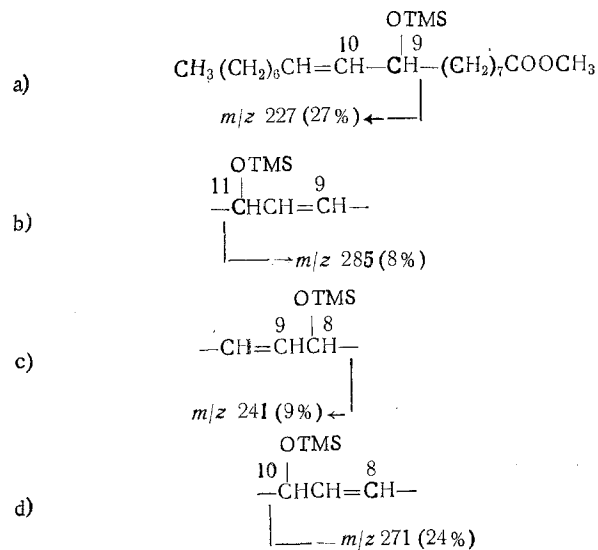 OTMS
10 | 9
a) CH₃(CH₂)₆CH=CH—CH—(CH₂)₇COOCH₃
m/z 227 (27%) ←
OTMS
11 | 9
b) —CHCH=CH—
→ m/z 285 (8%)
OTMS
9 | 8
c) —CH=CHCH—
m/z 241 (9%) ←
OTMS
10 | 8
d) —CHCH=CH—
m/z 271 (24%)